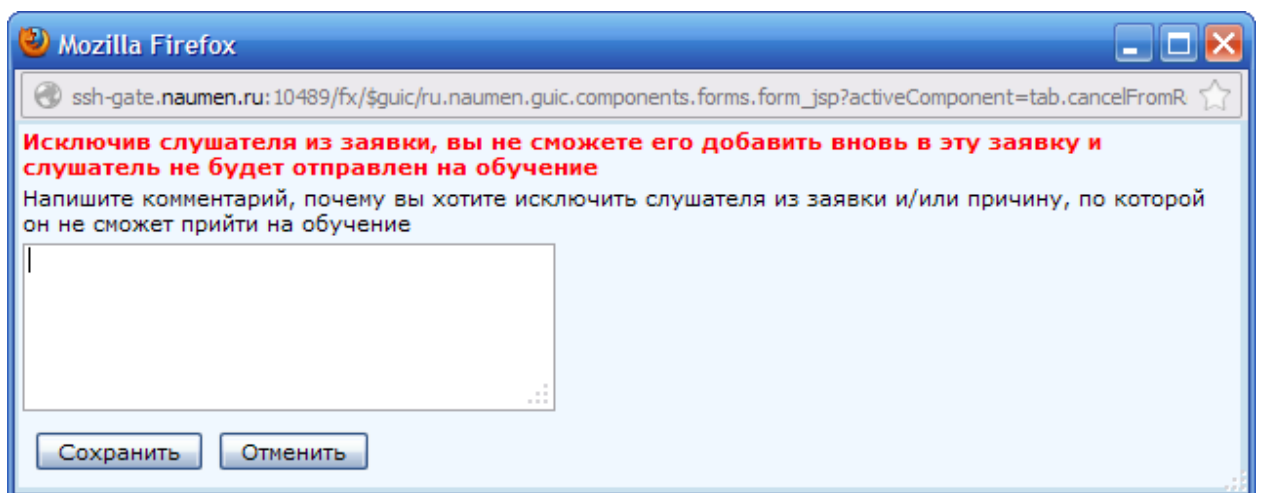 Mozilla Firefox
ssh-gate.naumen.ru:10489/fx/$guic/ru.naumen.guic.components.forms.form_jsp?activeComponent=tab.cancelFromR
Исключив слушателя из заявки, вы не сможете его добавить вновь в эту заявку и
слушатель не будет отправлен на обучение
Напишите комментарий, почему вы хотите исключить слушателя из заявки и/или причину, по которой
он не сможет прийти на обучение
Сохранить Отменить